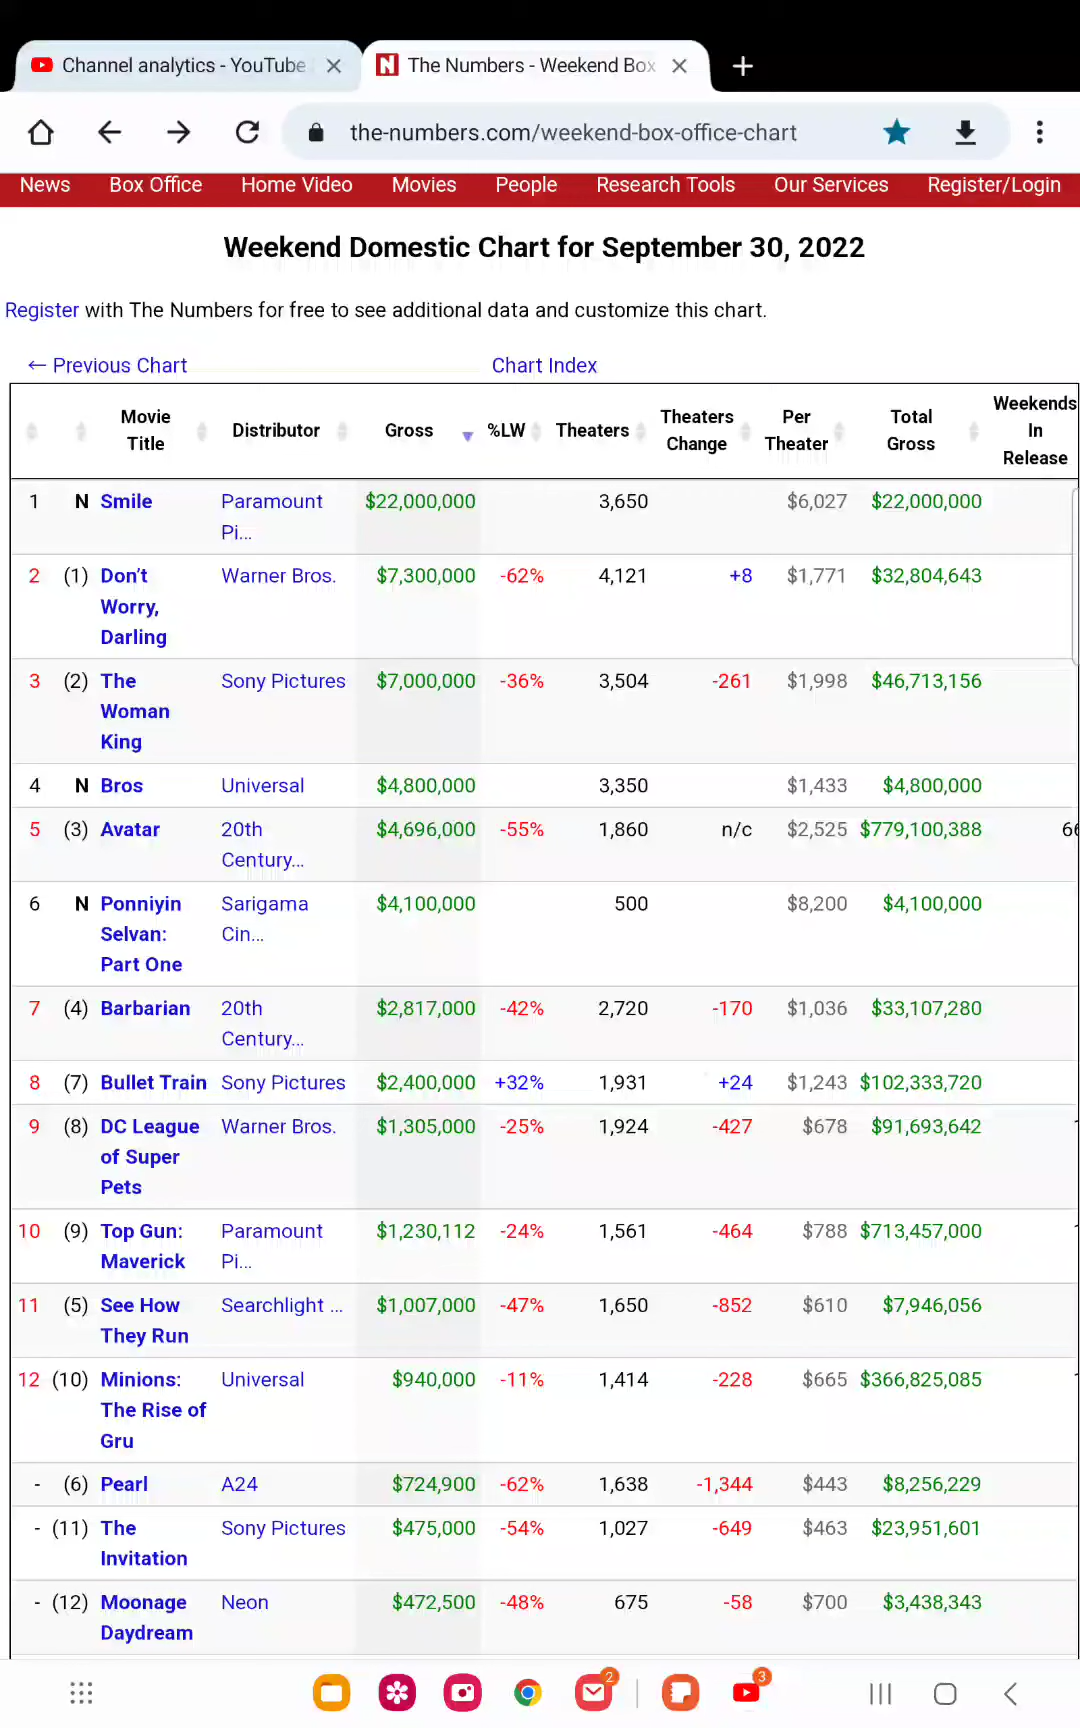 Channel analytics - YouTube
The Numbers - Weekend Box
the-numbers.com/weekend-box-office-chart
News Box Office Home Video Movies People Research Tools Our Services Register/Login
Weekend Domestic Chart for September 30, 2022
Register with The Numbers for free to see additional data and customize this chart.
← Previous Chart Chart Index
Movie Title Distributor Gross %LW Theaters Theaters Change Per Theater Total Gross Weekends In Release
1 N Smile Paramount Pi... $22,000,000 3,650 $6,027 $22,000,000
2 (1) Don't Worry, Darling Warner Bros. $7,300,000 -62% 4,121 +8 $1,771 $32,804,643
3 (2) The Woman King Sony Pictures $7,000,000 -36% 3,504 -261 $1,998 $46,713,156
4 N Bros Universal $4,800,000 3,350 $1,433 $4,800,000
5 (3) Avatar 20th Century... $4,696,000 -55% 1,860 n/c $2,525 $779,100,388
6 N Ponniyin Selvan: Part One Sarigama Cin... $4,100,000 500 $8,200 $4,100,000
7 (4) Barbarian 20th Century... $2,817,000 -42% 2,720 -170 $1,036 $33,107,280
8 (7) Bullet Train Sony Pictures $2,400,000 +32% 1,931 +24 $1,243 $102,333,720
9 (8) DC League of Super Pets Warner Bros. $1,305,000 -25% 1,924 -427 $678 $91,693,642
10 (9) Top Gun: Maverick Paramount Pi... $1,230,112 -24% 1,561 -464 $788 $713,457,000
11 (5) See How They Run Searchlight ... $1,007,000 -47% 1,650 -852 $610 $7,946,056
12 (10) Minions: The Rise of Gru Universal $940,000 -11% 1,414 -228 $665 $366,825,085
- (6) Pearl A24 $724,900 -62% 1,638 -1,344 $443 $8,256,229
- (11) The Invitation Sony Pictures $475,000 -54% 1,027 -649 $463 $23,951,601
- (12) Moonage Daydream Neon $472,500 -48% 675 -58 $700 $3,438,343
2 3